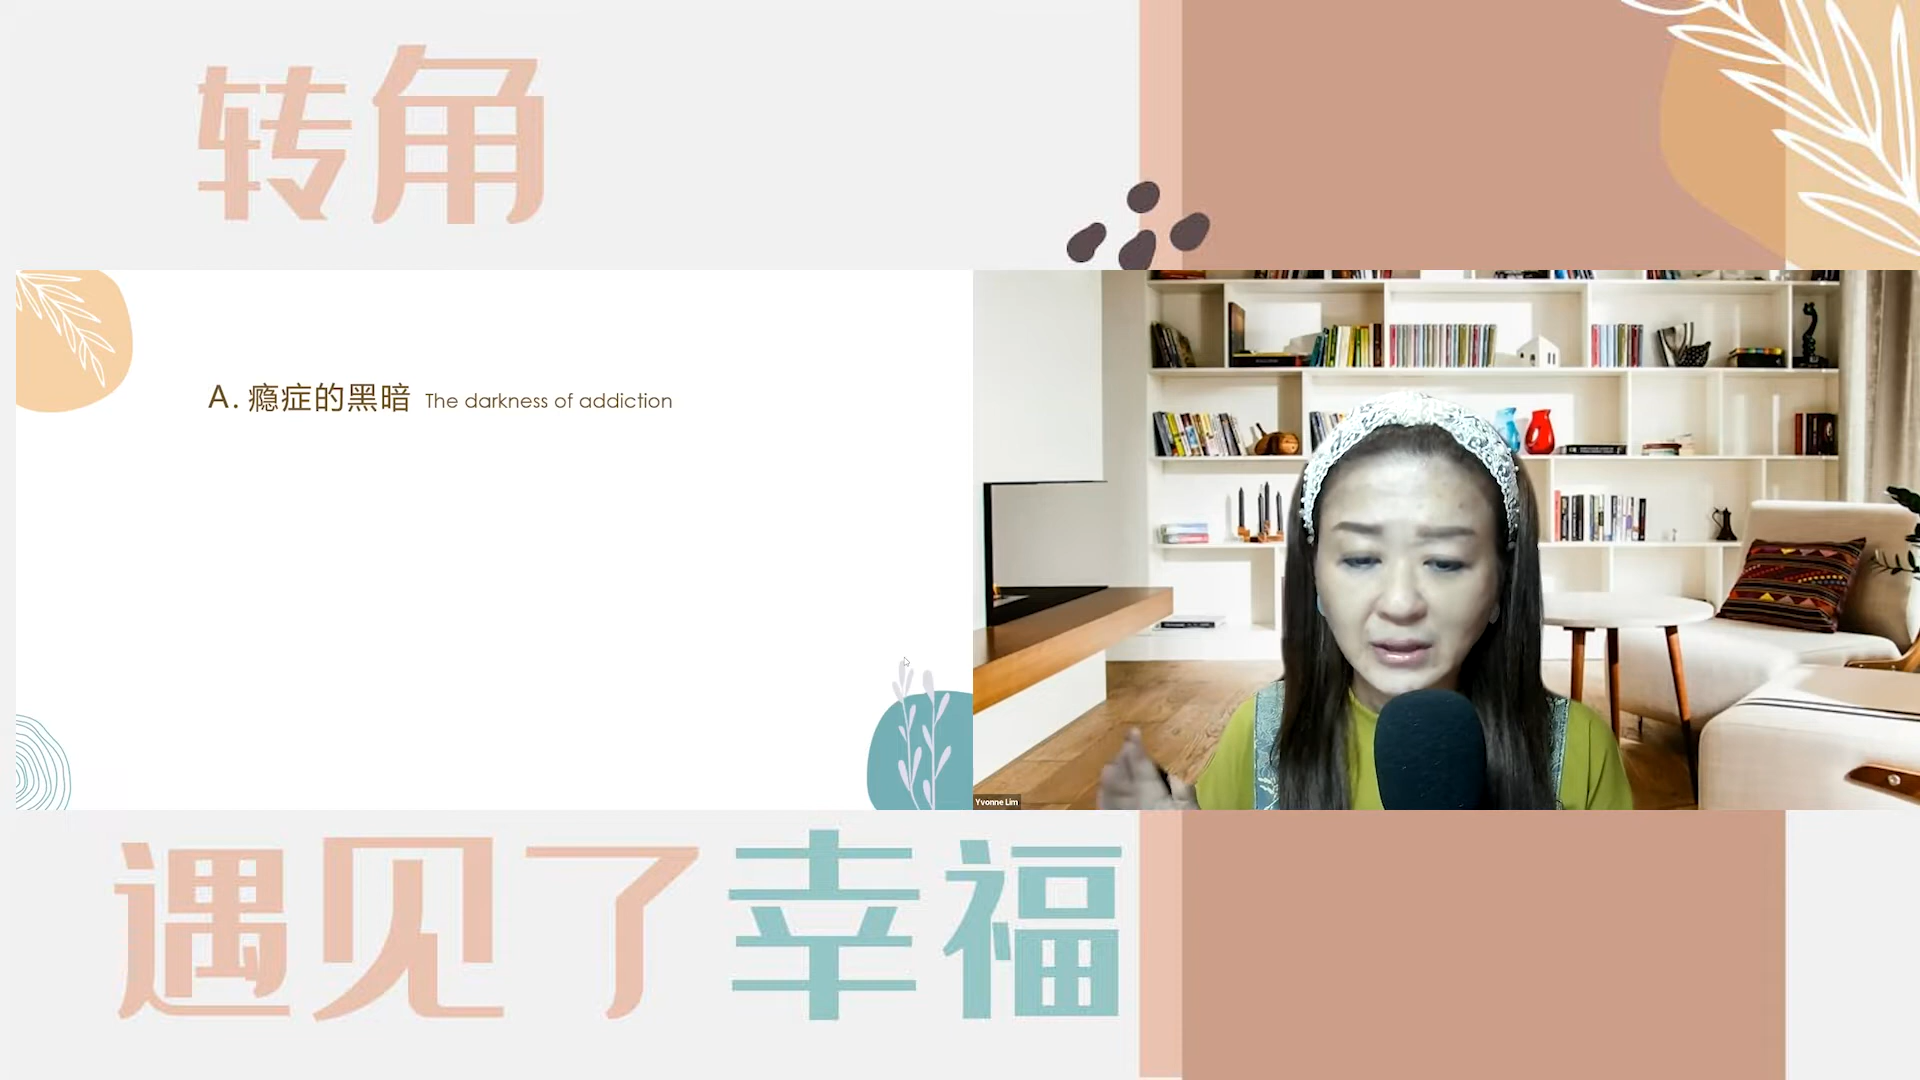 转角
A. 瘾症的黑暗 The darkness of addiction
Yvonne Lim
遇见了幸福